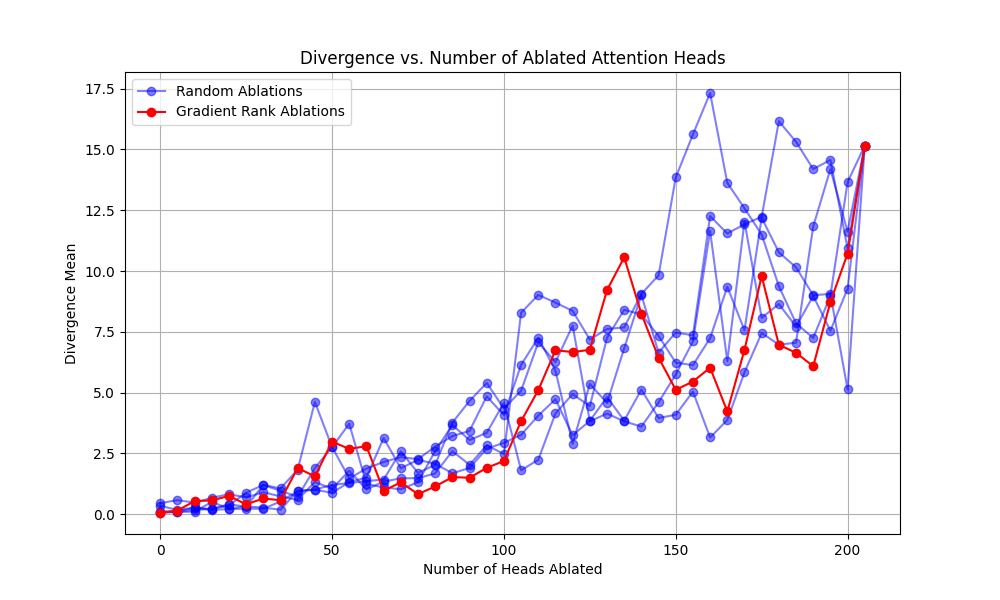 Divergence vs. Number of Ablated Attention Heads
Random Ablations
Gradient Rank Ablations
17.5
15.0
12.5
10.0
7.5
5.0
2.5
0.0
Divergence Mean
0 50 100 150 200
Number of Heads Ablated